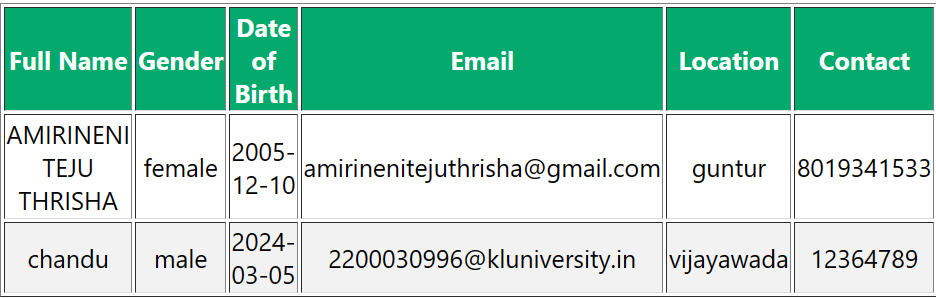 Full Name Gender Date of Birth Email Location Contact
AMIRINENI TEJU THRISHA female 2005-12-10 amirinenitejuthrisha@gmail.com guntur 8019341533
chandu male 2024-03-05 2200030996@kluniversity.in vijayawada 12364789